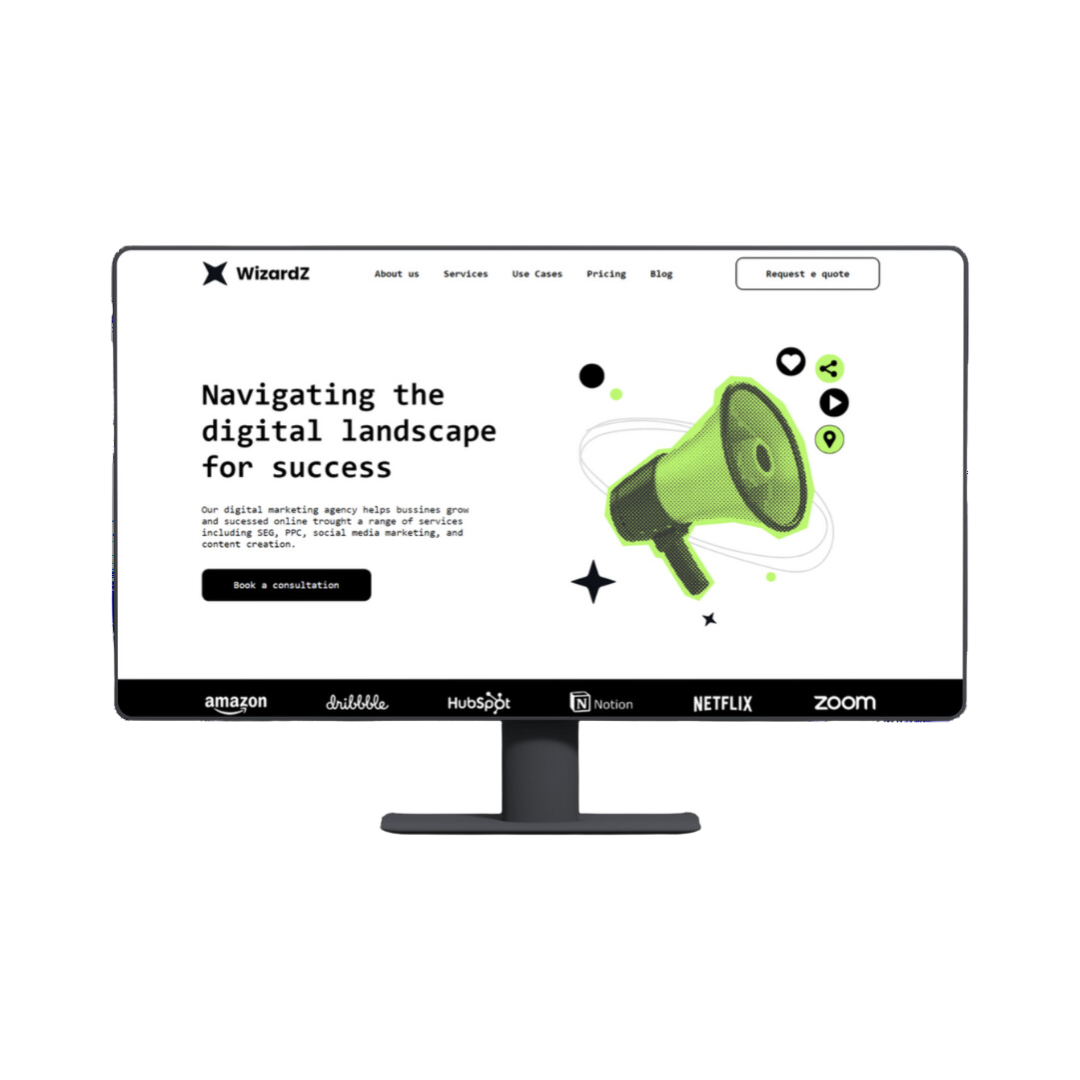 WizardZ
About us
Services
Use Cases
Pricing
Blog
Request e quote
Navigating the
digital landscape
for success
Our digital marketing agency helps bussines grow
and sucessed online trought a range of services
including SEG, PPC, social media marketing, and
content creation.
Book a consultation
amazon
dribbble
HubSpot
N Notion
NETFLIX
zoom